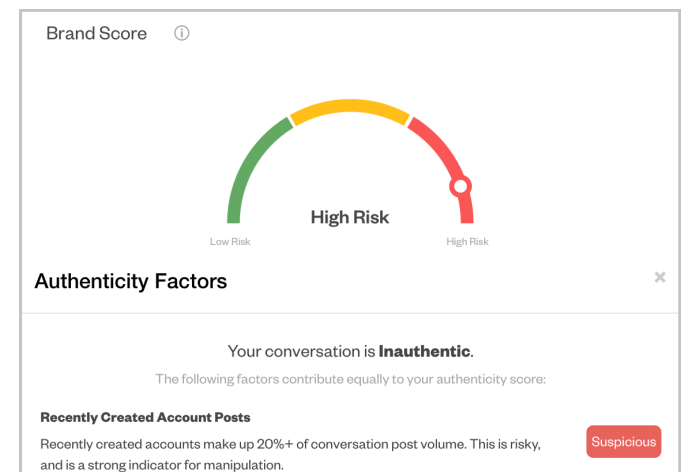 Brand Score
High Risk
Low Risk
High Risk
Authenticity Factors
Your conversation is Inauthentic.
The following factors contribute equally to your authenticity score:
Recently Created Account Posts
Recently created accounts make up 20%+ of conversation post volume. This is risky,
and is a strong indicator for manipulation.
Suspicious